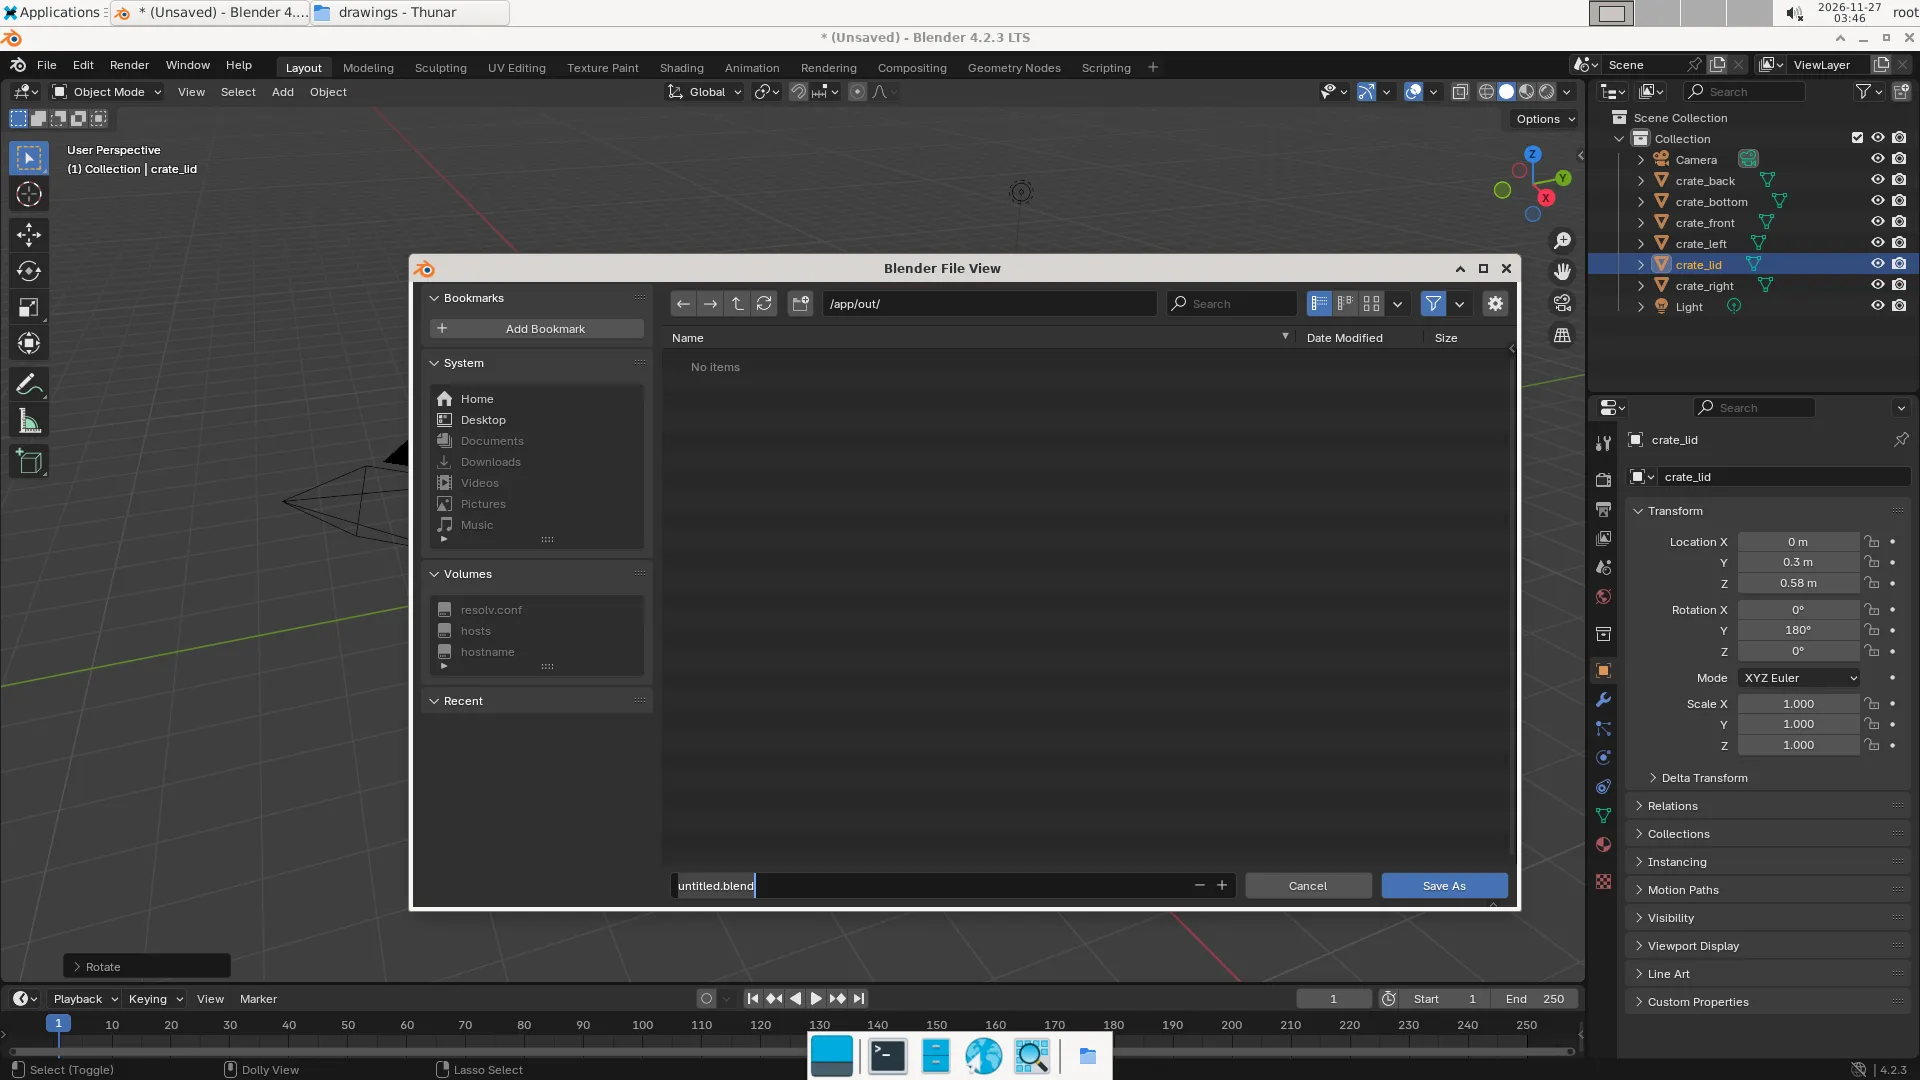 Applications
* (Unsaved) - Blender 4....
drawings - Thunar
2026-11-27
03:46
root
* (Unsaved) - Blender 4.2.3 LTS
File Edit Render Window Help
Layout Modeling Sculpting UV Editing Texture Paint Shading Animation Rendering Compositing Geometry Nodes Scripting +
Scene
ViewLayer
Object Mode View Select Add Object
Global
Search
Options
User Perspective
(1) Collection | crate_lid
Z
Y
X
Scene Collection
Collection
Camera
crate_back
crate_bottom
crate_front
crate_left
crate_lid
crate_right
Light
Blender File View
Bookmarks
Add Bookmark
System
Home
Desktop
Documents
Downloads
Videos
Pictures
Music
Volumes
resolv.conf
hosts
hostname
Recent
/app/out/
Search
Name Date Modified Size
No items
untitled.blend
Cancel
Save As
Search
crate_lid
crate_lid
Transform
Location X 0 m
Y 0.3 m
Z 0.58 m
Rotation X 0°
Y 180°
Z 0°
Mode XYZ Euler
Scale X 1.000
Y 1.000
Z 1.000
Delta Transform
Relations
Collections
Instancing
Motion Paths
Visibility
Viewport Display
Line Art
Custom Properties
Rotate
Playback Keying View Marker
1
Start 1
End 250
1 10 20 30 40 50 60 70 80 90 100 110 120 130 140 150 160 170 180 190 200 210 220 230 240 250
Select (Toggle)
Dolly View
Lasso Select
4.2.3